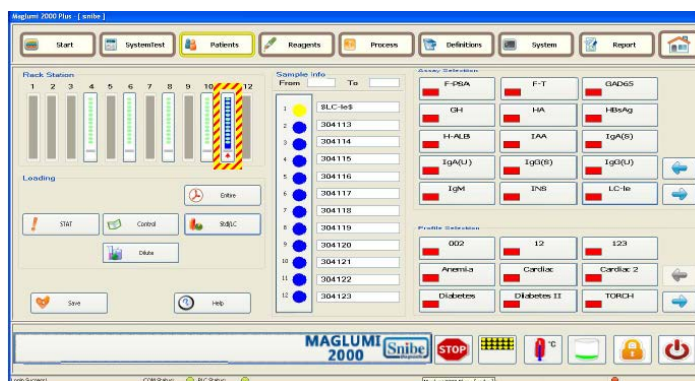 Maglumi 2000 Plus - [ snibe ]
Start
SystemTest
Patients
Reagents
Process
Definitions
System
Report
Rack Station
1 2 3 4 5 6 7 8 9 10 11 12
Loading
Entire
STAT
Control
Std/LC
Dilute
Save
Help
Sample Info
From To
1 $LC-Ie$
2 304113
3 304114
4 304115
5 304116
6 304117
7 304118
8 304119
9 304120
10 304121
11 304122
12 304123
Assay Selection
F-PSA F-T GAD65
GH HA HBsAg
H-ALB IAA IgA(S)
IgA(U) IgG(S) IgG(U)
IgM INS LC-Ie
Profile Selection
002 12 123
Anemia Cardiac Cardiac 2
Diabetes Diabetes II TORCH
MAGLUMI
2000
Snibe
STOP
°C